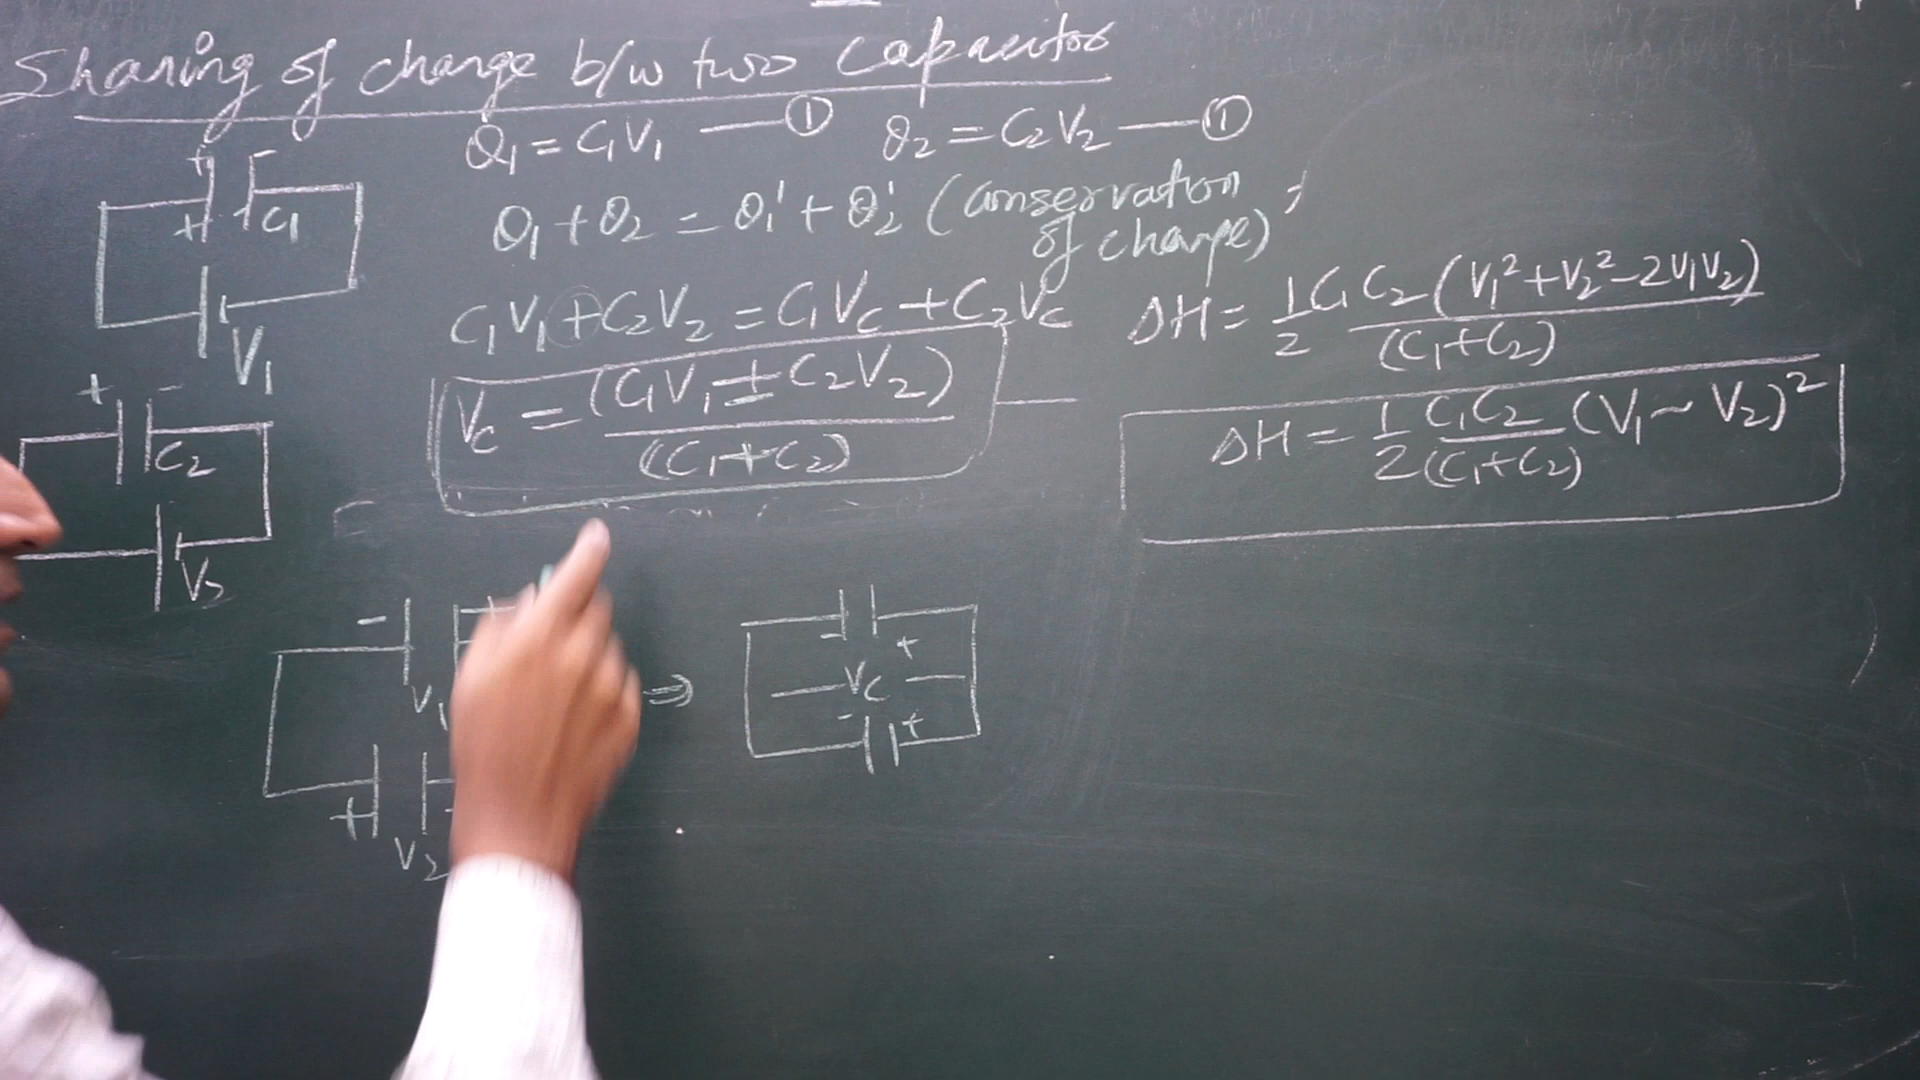 Sharing of charge b/w two capacitor
Q₁ = C₁V₁ —— ① Q₂ = C₂V₂ —— ①
Q₁ + Q₂ = Q₁' + Q₂' (conservation
of charge)
C₁V₁ + C₂V₂ = C₁Vc + C₂Vc
Vc = (C₁V₁ ± C₂V₂) / (C₁+C₂)
ΔH = 1/2 C₁C₂ (V₁² + V₂² - 2V₁V₂) / (C₁+C₂)
ΔH = 1/2 C₁C₂/(C₁+C₂) (V₁ ~ V₂)²
+ -
+ C₁
V₁
+ -
C₂
V₂
- +
V₁
+
V₂
⇒
- +
Vc
- +